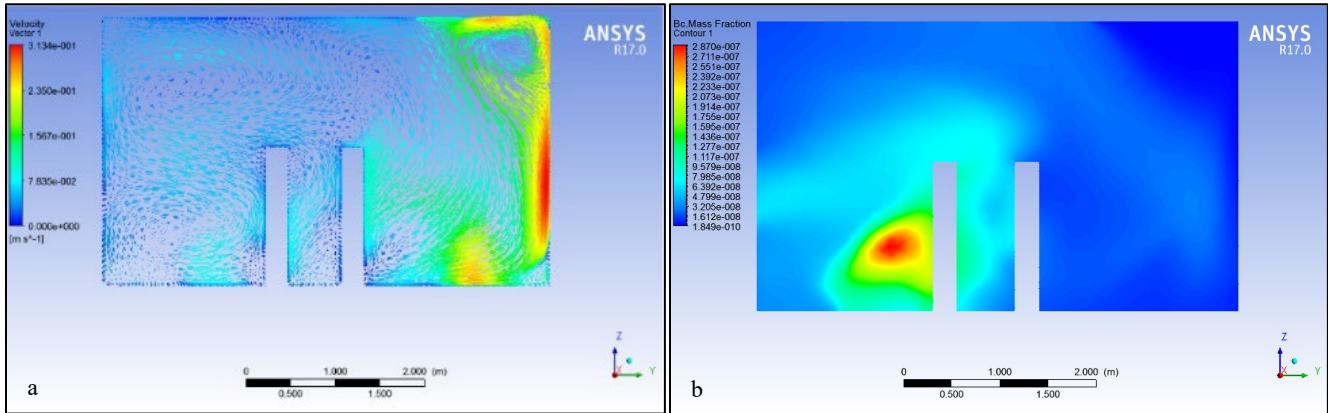 Velocity
Vector 1
3.134e-001
2.350e-001
1.567e-001
7.835e-002
0.000e+000
[m s^-1]
ANSYS
R17.0
Z
Y
X
0 1.000 2.000 (m)
0.500 1.500
a
Bc.Mass Fraction
Contour 1
2.870e-007
2.711e-007
2.551e-007
2.392e-007
2.233e-007
2.073e-007
1.914e-007
1.755e-007
1.595e-007
1.436e-007
1.277e-007
1.117e-007
9.579e-008
7.985e-008
6.392e-008
4.799e-008
3.205e-008
1.612e-008
1.849e-010
ANSYS
R17.0
Z
Y
X
0 1.000 2.000 (m)
0.500 1.500
b